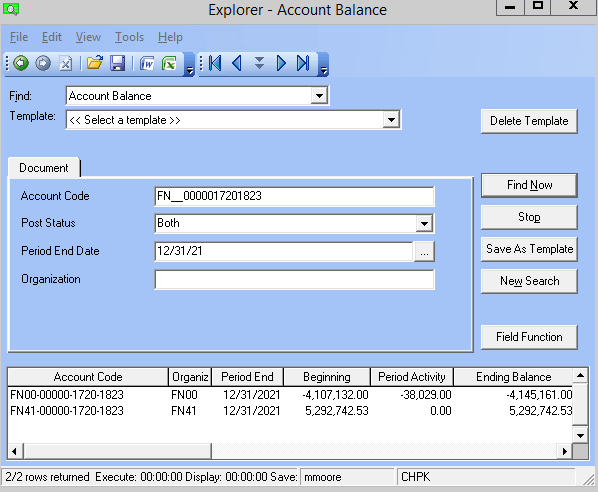 Explorer - Account Balance
File Edit View Tools Help
Find: Account Balance
Template: << Select a template >>
Delete Template
Document
Account Code FN__0000017201823
Find Now
Post Status Both
Stop
Period End Date 12/31/21 ...
Save As Template
Organization
New Search
Field Function
Account Code Organiz Period End Beginning Period Activity Ending Balance
FN00-00000-1720-1823 FN00 12/31/2021 -4,107,132.00 -38,029.00 -4,145,161.00
FN41-00000-1720-1823 FN41 12/31/2021 5,292,742.53 0.00 5,292,742.53
2/2 rows returned Execute: 00:00:00 Display: 00:00:00 Save: mmoore CHPK